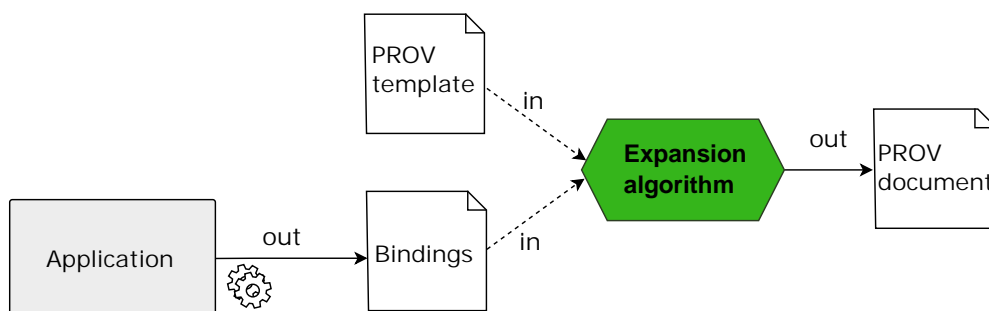 PROV
template
in
Expansion
algorithm
out
PROV
document
Application
out
Bindings
in